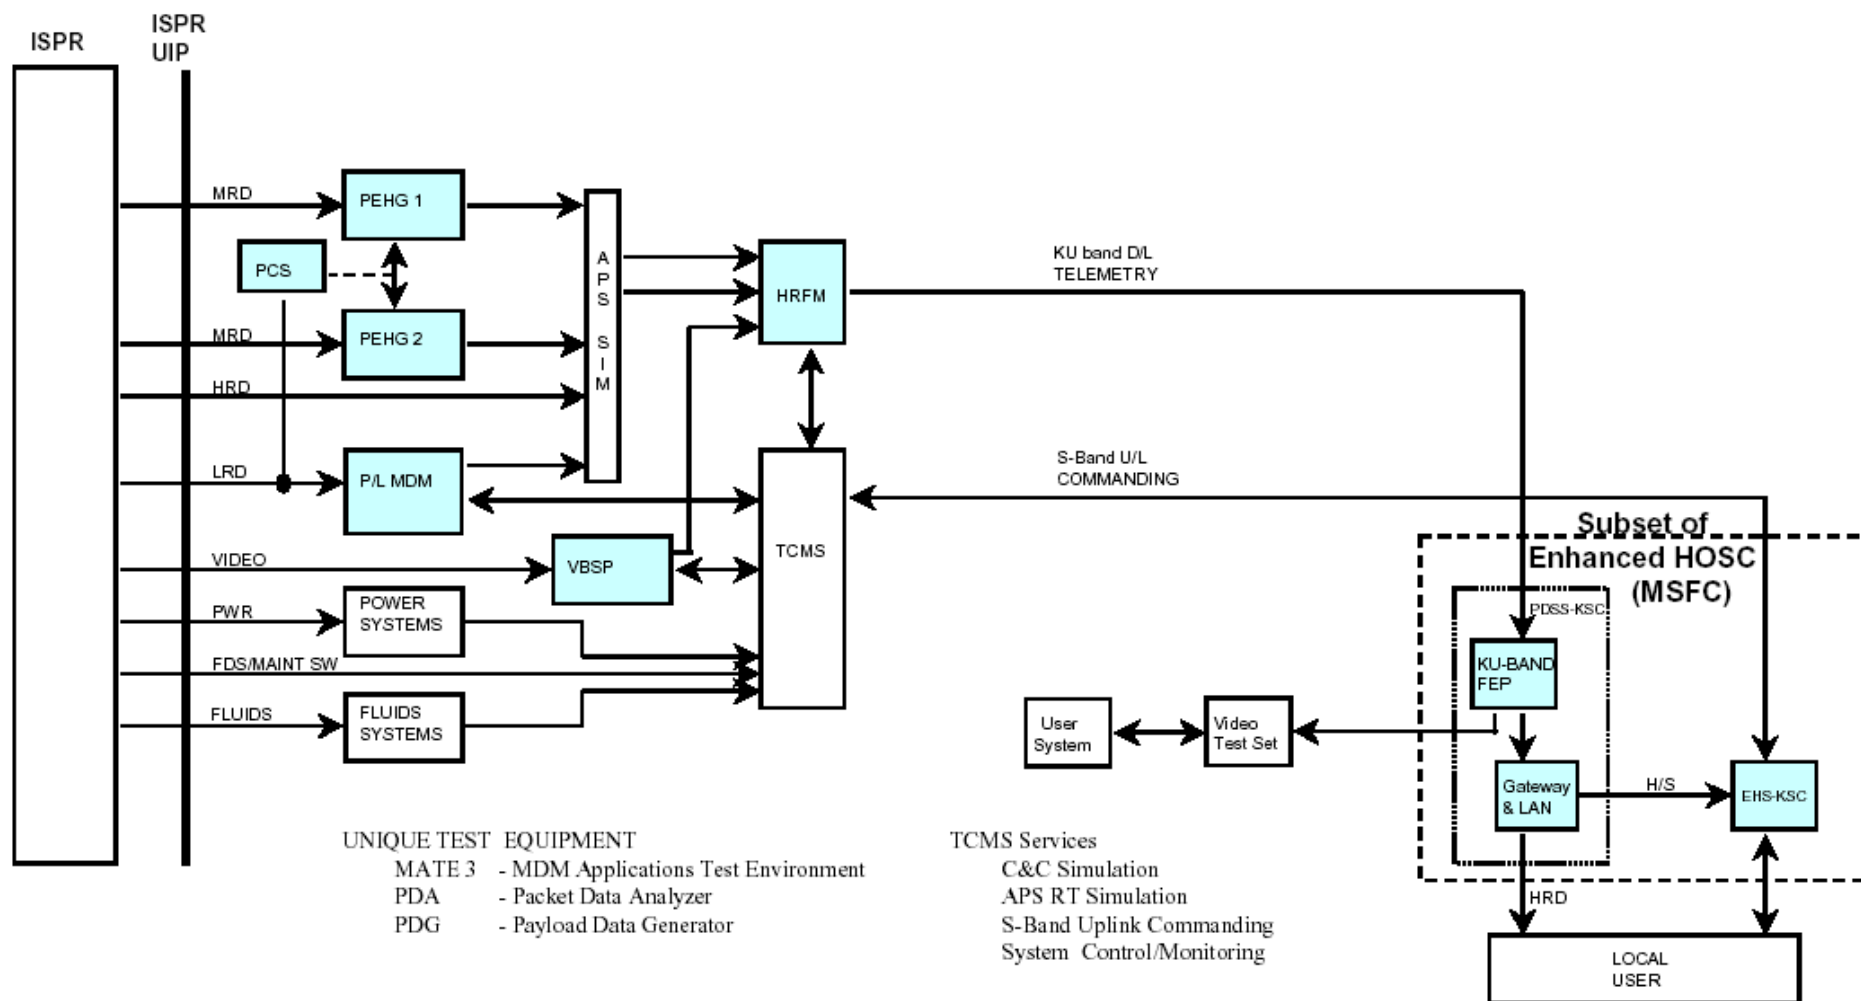 ISPR
ISPR
UIP
MRD
PEHG 1
PCS
MRD
PEHG 2
HRD
LRD
P/L MDM
VIDEO
VBSP
PWR
POWER
SYSTEMS
FDS/MAINT SW
FLUIDS
FLUIDS
SYSTEMS
A
P
S
S
I
M
HRFM
TCMS
KU band D/L
TELEMETRY
S-Band U/L
COMMANDING
Subset of
Enhanced HOSC
(MSFC)
PDSS-KSC
KU-BAND
FEP
User
System
Video
Test Set
Gateway
& LAN
H/S
EHS-KSC
HRD
LOCAL
USER
UNIQUE TEST EQUIPMENT
MATE 3 - MDM Applications Test Environment
PDA - Packet Data Analyzer
PDG - Payload Data Generator
TCMS Services
C&C Simulation
APS RT Simulation
S-Band Uplink Commanding
System Control/Monitoring